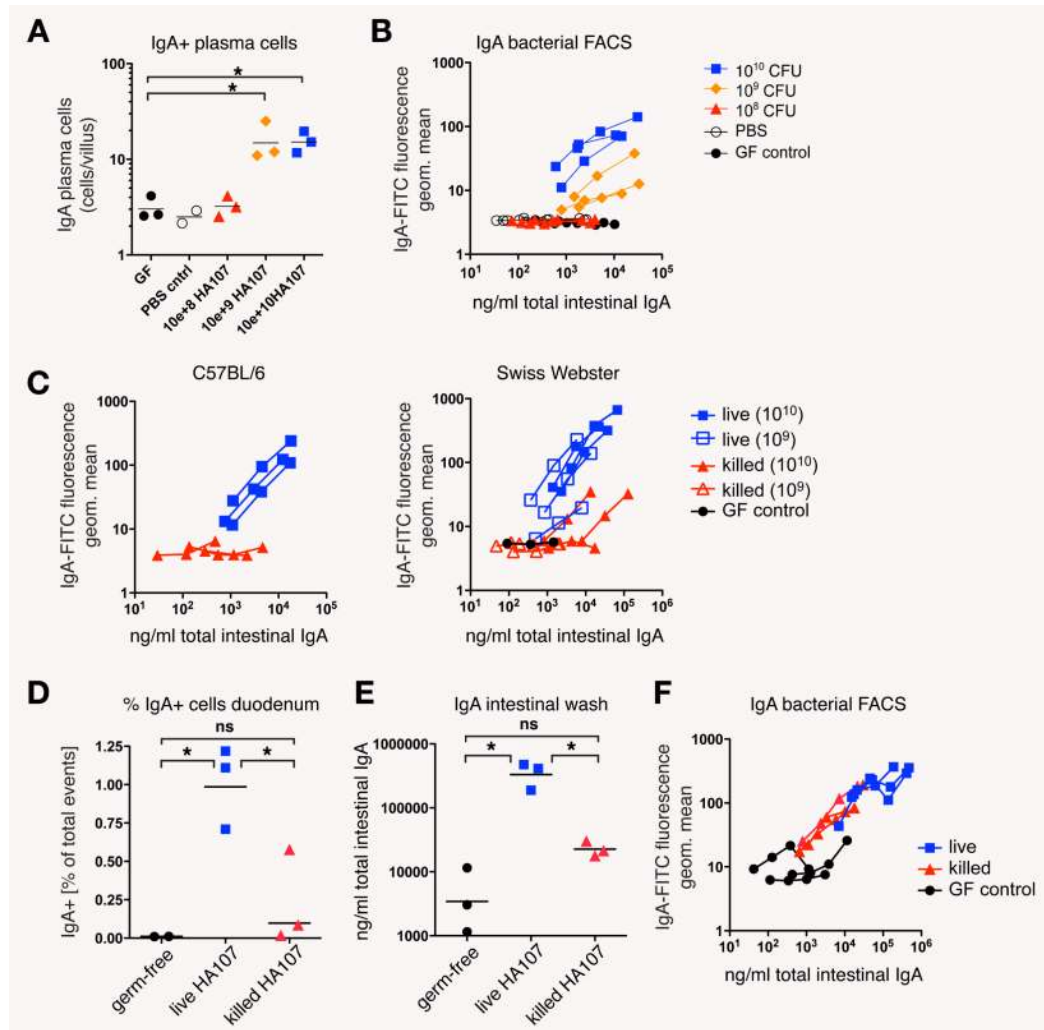 A
IgA+ plasma cells
IgA plasma cells
(cells/villus)
100
10
1
*
*
GF
PBS cntrl
10e+8 HA107
10e+9 HA107
10e+10HA107
B
IgA bacterial FACS
IgA-FITC fluorescence
geom. mean
1000
100
10
1
10¹ 10² 10³ 10⁴ 10⁵
ng/ml total intestinal IgA
10¹⁰ CFU
10⁹ CFU
10⁸ CFU
PBS
GF control
C
C57BL/6
IgA-FITC fluorescence
geom. mean
1000
100
10
1
10¹ 10² 10³ 10⁴ 10⁵
ng/ml total intestinal IgA
Swiss Webster
IgA-FITC fluorescence
geom. mean
1000
100
10
1
10¹ 10² 10³ 10⁴ 10⁵ 10⁶
ng/ml total intestinal IgA
live (10¹⁰)
live (10⁹)
killed (10¹⁰)
killed (10⁹)
GF control
D
% IgA+ cells duodenum
ns
* *
IgA+ [% of total events]
1.25
1.00
0.75
0.50
0.25
0.00
germ-free
live HA107
killed HA107
E
IgA intestinal wash
ns
* *
ng/ml total intestinal IgA
1000000
100000
10000
1000
germ-free
live HA107
killed HA107
F
IgA bacterial FACS
IgA-FITC fluorescence
geom. mean
1000
100
10
1
10¹ 10² 10³ 10⁴ 10⁵ 10⁶
ng/ml total intestinal IgA
live
killed
GF control